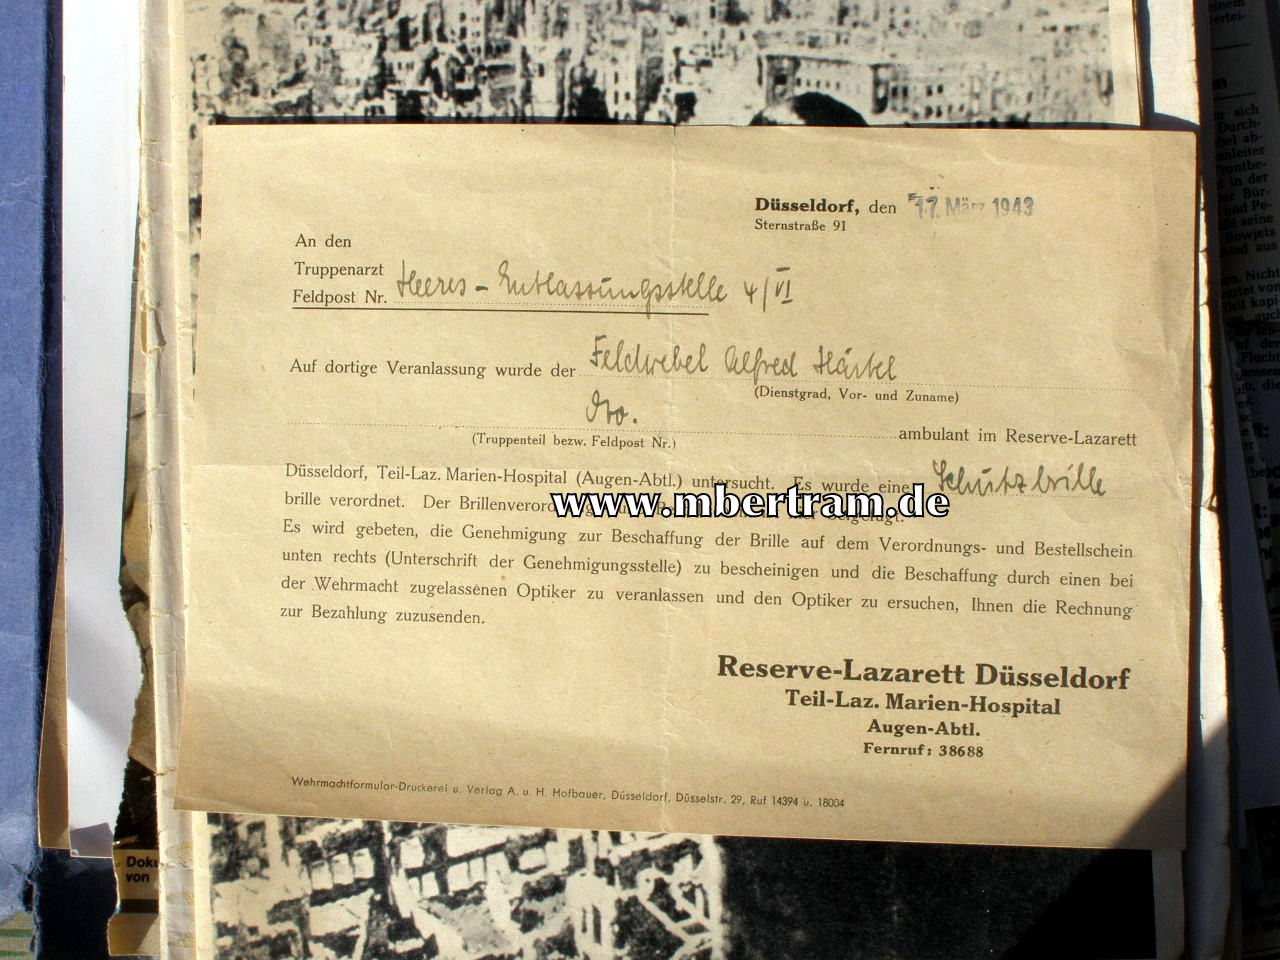 Düsseldorf, den 17. März 1943
Sternstraße 91
An den
Truppenarzt
Feldpost Nr. Heeres-Entlassungsstelle 4/VI
Auf dortige Veranlassung wurde der Feldwebel Alfred Härtel
(Dienstgrad, Vor- und Zuname)
ambulant im Reserve-Lazarett
(Truppenteil bezw. Feldpost Nr.)
Düsseldorf, Teil-Laz. Marien-Hospital (Augen-Abtl.) untersucht. Es wurde eine Schutzbrille
brille verordnet. Der
www.mbertram.de
Es wird gebeten, die Genehmigung zur Beschaffung der Brille auf dem Verordnungs- und Bestellschein
unten rechts (Unterschrift der Genehmigungsstelle) zu bescheinigen und die Beschaffung durch einen bei
der Wehrmacht zugelassenen Optiker zu veranlassen und den Optiker zu ersuchen, Ihnen die Rechnung
zur Bezahlung zuzusenden.
Reserve-Lazarett Düsseldorf
Teil-Laz. Marien-Hospital
Augen-Abtl.
Fernruf: 38688
Wehrmachtformular-Druckerei u. Verlag A. u. H. Hofbauer, Düsseldorf, Düsselstr. 29, Ruf 14394 u. 18004
von